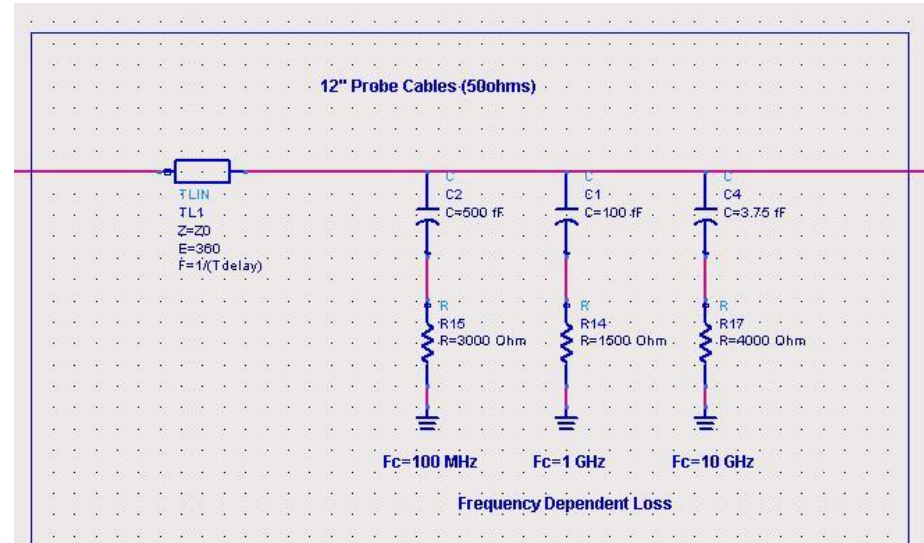 12" Probe Cables (50ohms)
TLIN
TL1
Z=Z0
E=360
F=1/(Tdelay)
C
C2
C=500 fF
C
C1
C=100 fF
C
C4
C=3.75 fF
R
R15
R=3000 Ohm
R
R14
R=1500 Ohm
R
R17
R=4000 Ohm
Fc=100 MHz
Fc=1 GHz
Fc=10 GHz
Frequency Dependent Loss